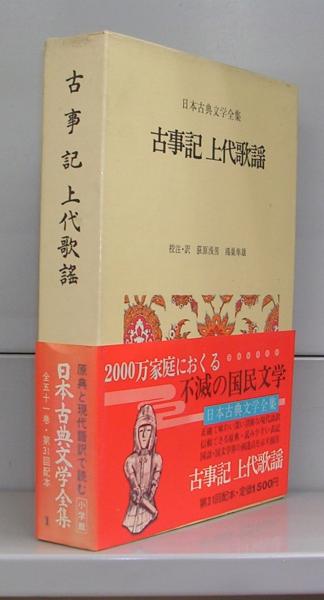 古事記 上代歌謡
日本古典文学全集
古事記 上代歌謡
校注・訳 荻原浅男 鴻巣隼雄
2000万家庭におくる
不滅の国民文学
日本古典文学全集
古事記 上代歌謡
第31回配本・定価1500円
原典と現代語訳で読む
小学館
日本古典文学全集
全五十一巻・第31回配本
1